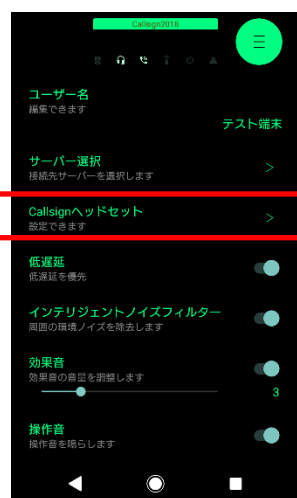 Callsign2018
ユーザー名
編集できます
テスト端末
サーバー選択
接続先サーバーを選択します
Callsignヘッドセット
設定できます
低遅延
低遅延を優先
インテリジェントノイズフィルター
周囲の環境ノイズを除去します
効果音
効果音の音量を調整します
3
操作音
操作音を鳴らします